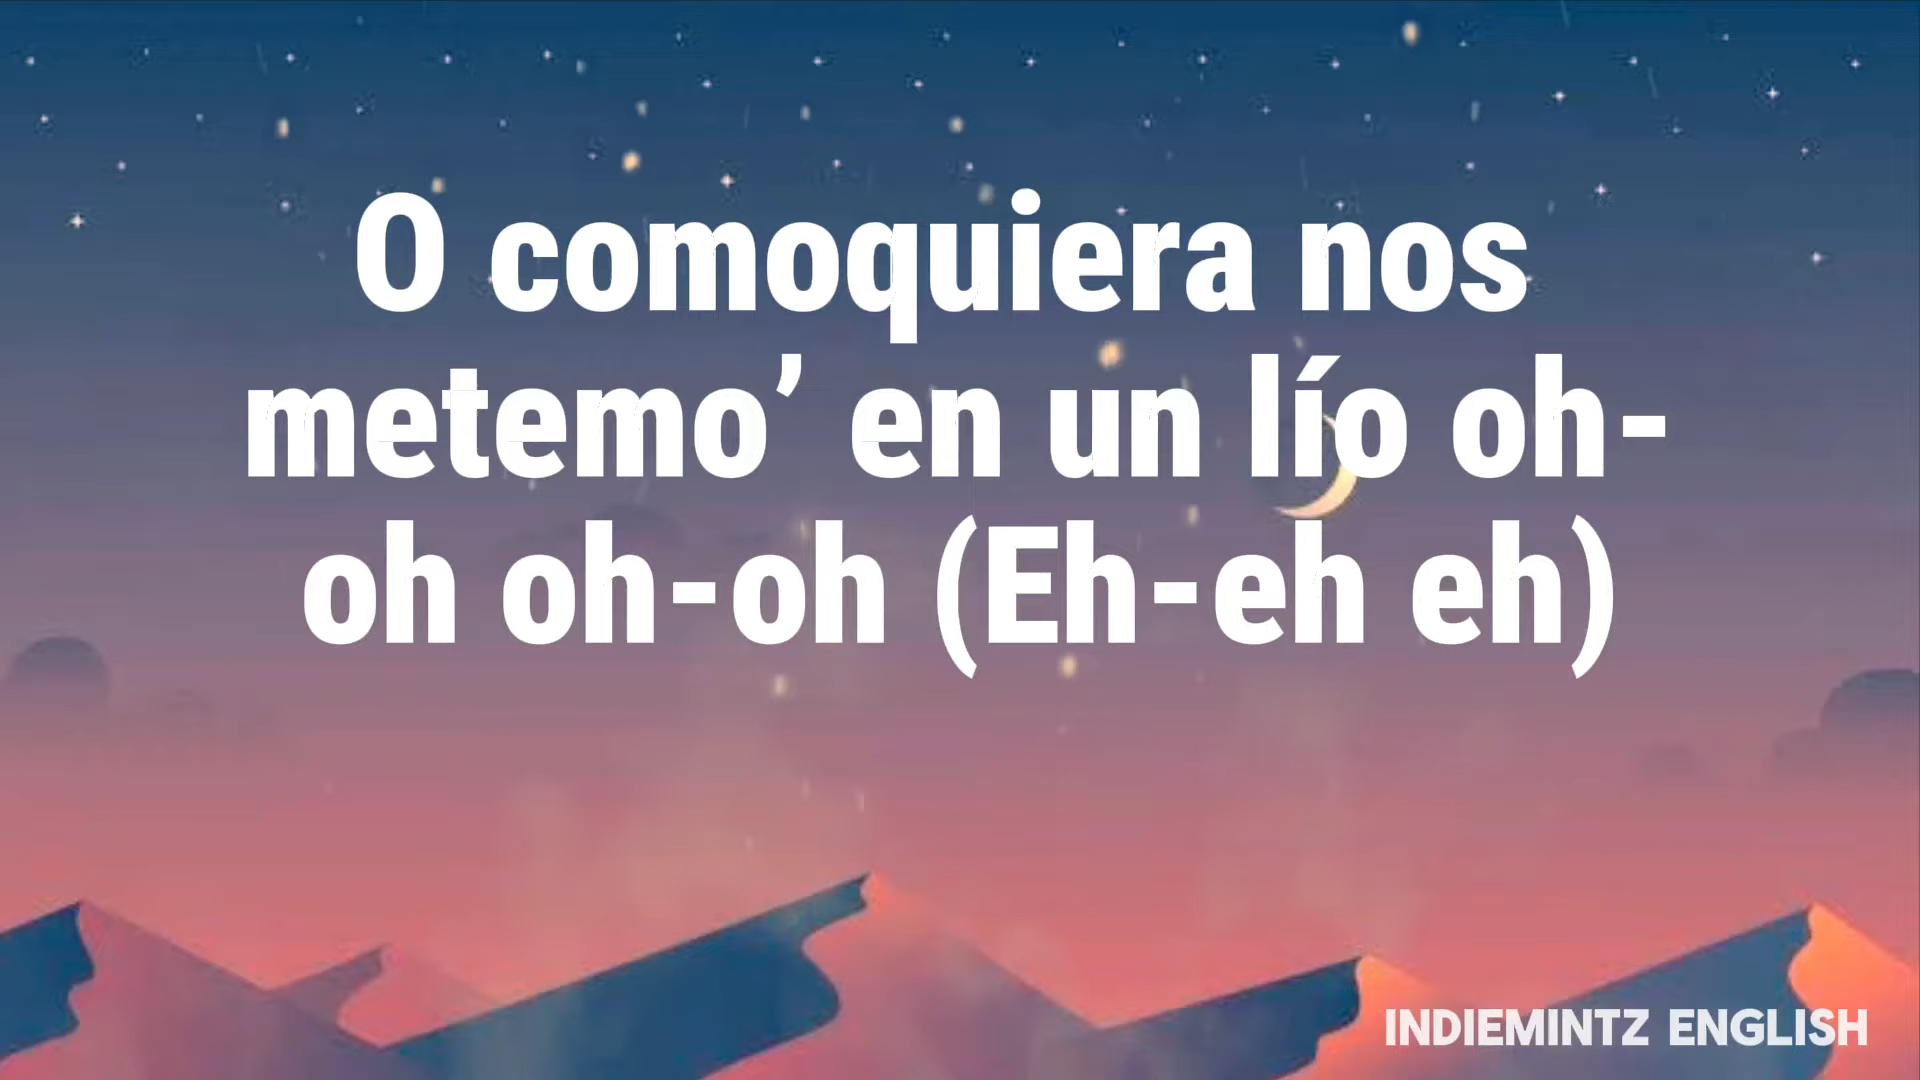 O comoquiera nos
metemo’ en un lío oh-
oh oh-oh (Eh-eh eh)
INDIEMINTZ ENGLISH